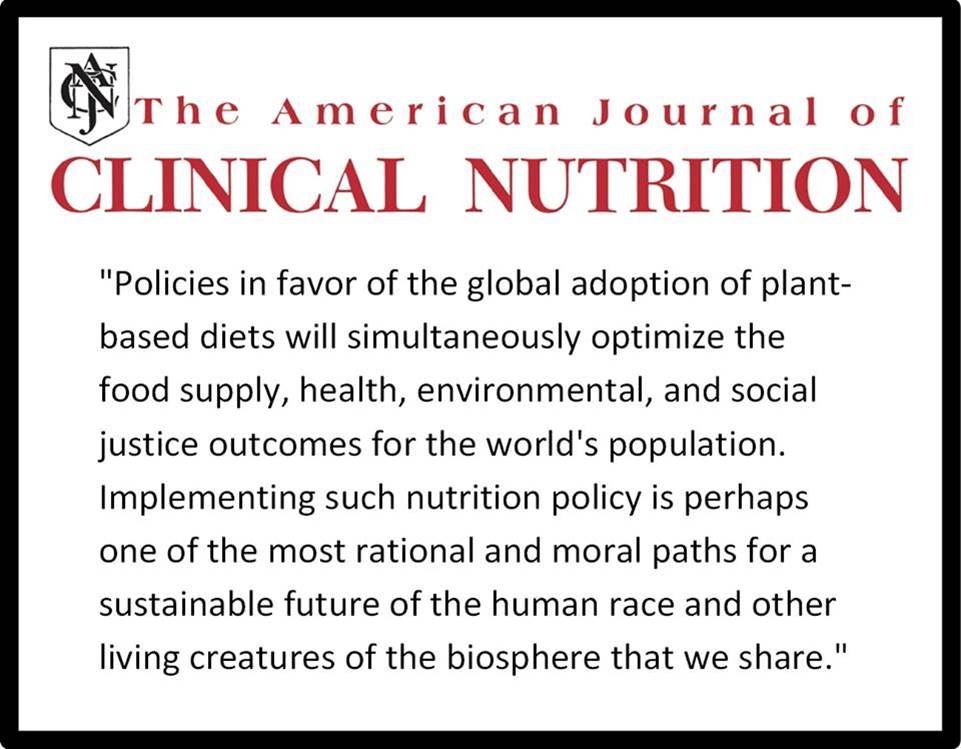 The American Journal of
CLINICAL NUTRITION
"Policies in favor of the global adoption of plant-
based diets will simultaneously optimize the
food supply, health, environmental, and social
justice outcomes for the world's population.
Implementing such nutrition policy is perhaps
one of the most rational and moral paths for a
sustainable future of the human race and other
living creatures of the biosphere that we share."